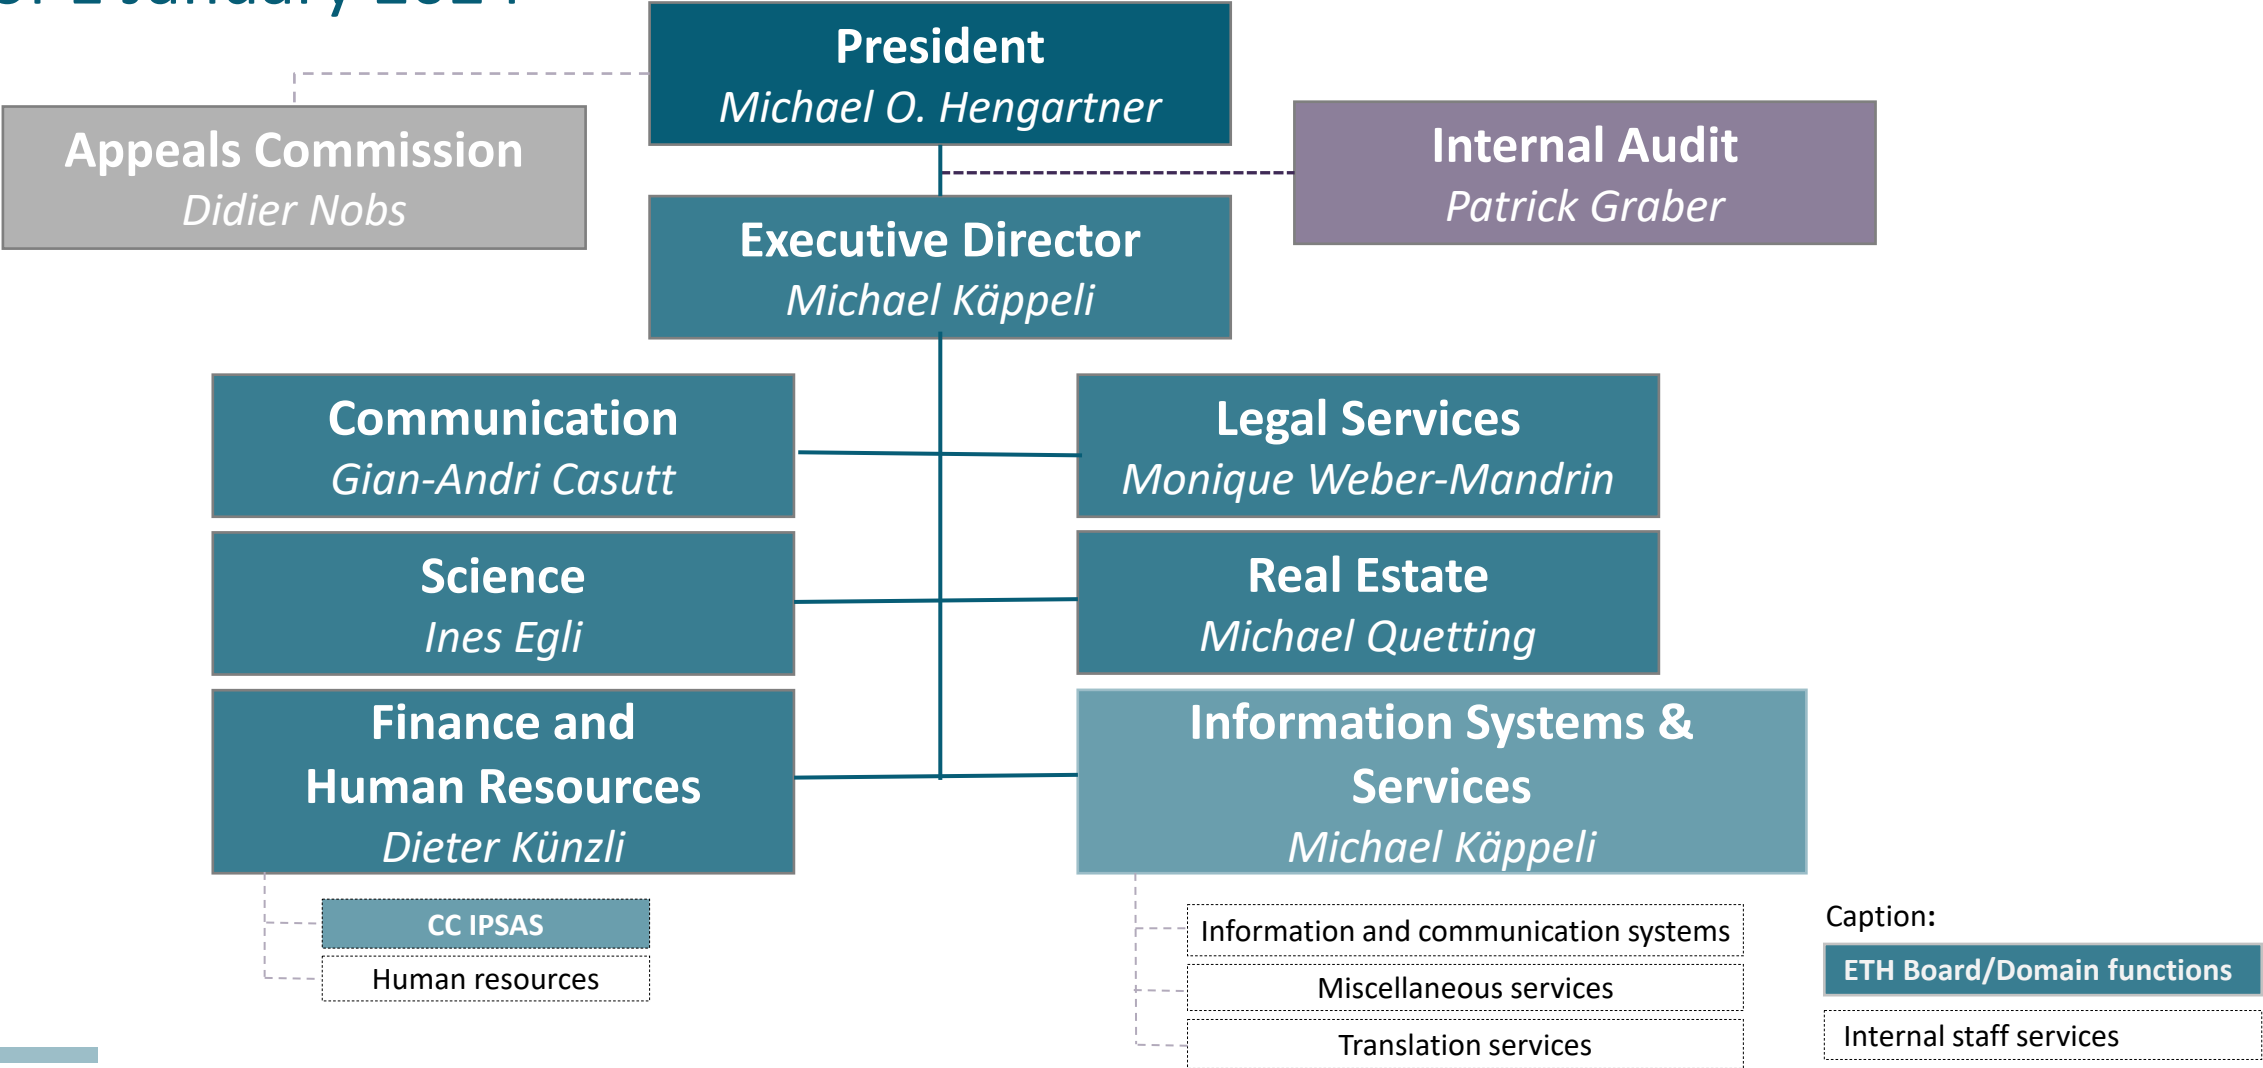 1 January 2024
President
Michael O. Hengartner
Appeals Commission
Didier Nobs
Internal Audit
Patrick Graber
Executive Director
Michael Käppeli
Communication
Gian-Andri Casutt
Legal Services
Monique Weber-Mandrin
Science
Ines Egli
Real Estate
Michael Quetting
Finance and
Human Resources
Dieter Künzli
Information Systems &
Services
Michael Käppeli
CC IPSAS
Human resources
Information and communication systems
Miscellaneous services
Translation services
Caption:
ETH Board/Domain functions
Internal staff services